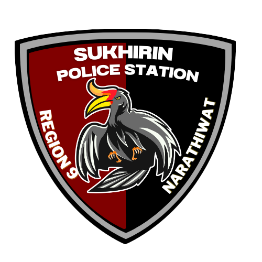 SUKHIRIN
POLICE STATION
REGION 9
NARATHIWAT